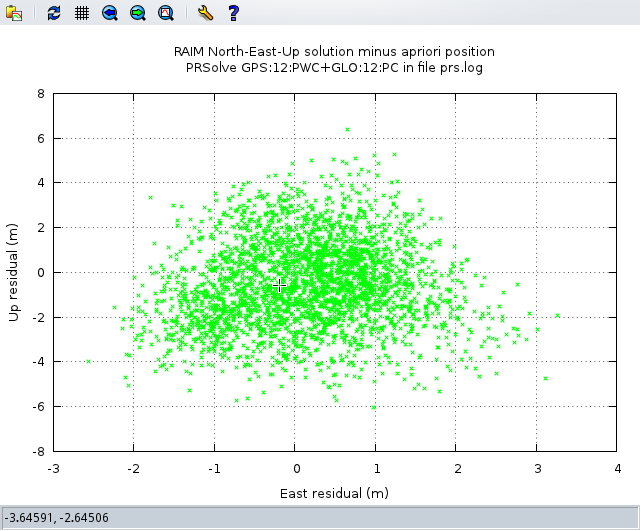 ?
RAIM North-East-Up solution minus apriori position
PRSolve GPS:12:PWC+GLO:12:PC in file prs.log
8
6
4
2
0
-2
-4
-6
-8
Up residual (m)
-3 -2 -1 0 1 2 3 4
East residual (m)
-3.64591, -2.64506